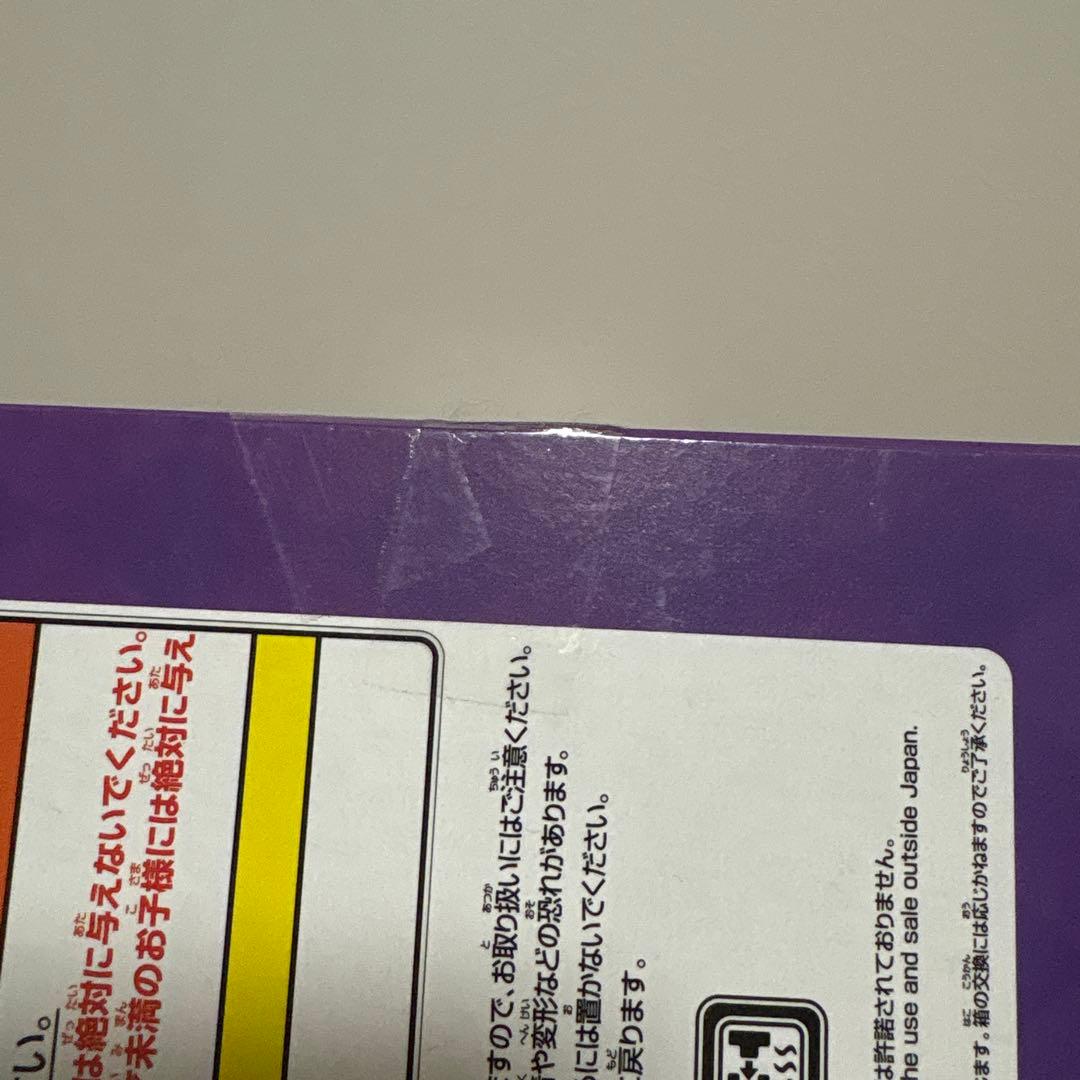 い。
は絶対に与えないでください。
未満のお子様には絶対に与え
すので、お取り扱いにはご注意ください。
や変形などの恐れがあります。
には置かないでください。
戻ります。
は許諾されておりません。
he use and sale outside Japan.
ます。箱の交換には応じかねますのでご了承ください。